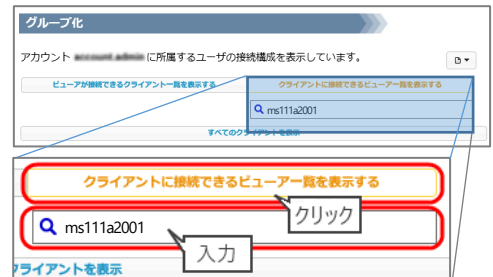 グループ化
アカウント に所属するユーザの接続構成を表示しています。
ビューアが接続できるクライアント一覧を表示する
クライアントに接続できるビューアー覧を表示する
ms111a2001
すべてのクライアントを表示
クライアントに接続できるビューアー覧を表示する
クリック
ms111a2001
入力
クライアントを表示